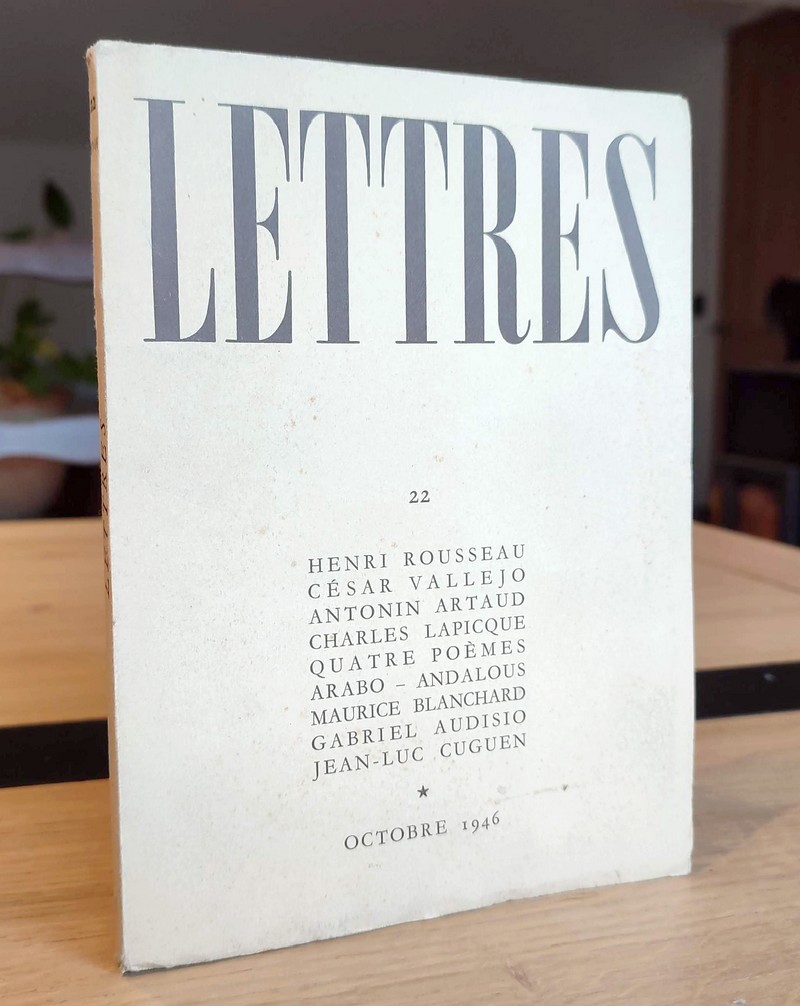 LETTRES
22
HENRI ROUSSEAU
CÉSAR VALLEJO
ANTONIN ARTAUD
CHARLES LAPICQUE
QUATRE POÈMES
ARABO – ANDALOUS
MAURICE BLANCHARD
GABRIEL AUDISIO
JEAN-LUC CUGUEN
★
OCTOBRE 1946
LETTRES